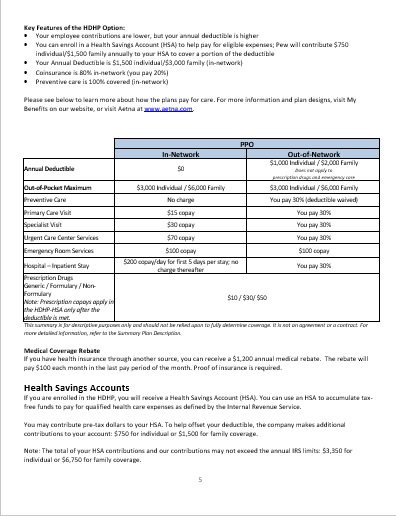 Key Features of the HDHP Option:
• Your employee contributions are lower, but your annual deductible is higher
• You can enroll in a Health Savings Account (HSA) to help pay for eligible expenses; Pew will contribute $750
individual/$1,500 family annually to your HSA to cover a portion of the deductible
• Your Annual Deductible is $1,500 individual/$3,000 family (in-network)
• Coinsurance is 80% in-network (you pay 20%)
• Preventive care is 100% covered (in-network)
Please see below to learn more about how the plans pay for care. For more information and plan designs, visit My
Benefits on our website, or visit Aetna at www.aetna.com.
PPO
In-Network Out-of-Network
Annual Deductible $0 $1,000 Individual / $2,000 Family
Does not apply to
prescription drugs and emergency care
Out-of-Pocket Maximum $3,000 Individual / $6,000 Family $3,000 Individual / $6,000 Family
Preventive Care No charge You pay 30% (deductible waived)
Primary Care Visit $15 copay You pay 30%
Specialist Visit $30 copay You pay 30%
Urgent Care Center Services $70 copay You pay 30%
Emergency Room Services $100 copay $100 copay
Hospital – Inpatient Stay $200 copay/day for first 5 days per stay; no
charge thereafter You pay 30%
Prescription Drugs
Generic / Formulary / Non-
Formulary
Note: Prescription copays apply in
the HDHP-HSA only after the
deductible is met.
$10 / $30/ $50
This summary is for descriptive purposes only and should not be relied upon to fully determine coverage. It is not an agreement or a contract. For
more detailed information, refer to the Summary Plan Description.
Medical Coverage Rebate
If you have health insurance through another source, you can receive a $1,200 annual medical rebate. The rebate
will pay $100 each month in the last pay period of the month. Proof of insurance is required.
Health Savings Accounts
If you are enrolled in the HDHP, you will receive a Health Savings Account (HSA). You can use an HSA to accumulate tax-
free funds to pay for qualified health care expenses as defined by the Internal Revenue Service.
You may contribute pre-tax dollars to your HSA. To help offset your deductible, the company makes additional
contributions to your account: $750 for individual or $1,500 for family coverage.
Note: The total of your HSA contributions and our contributions may not exceed the annual IRS limits: $3,350 for
individual or $6,750 for family coverage.
5